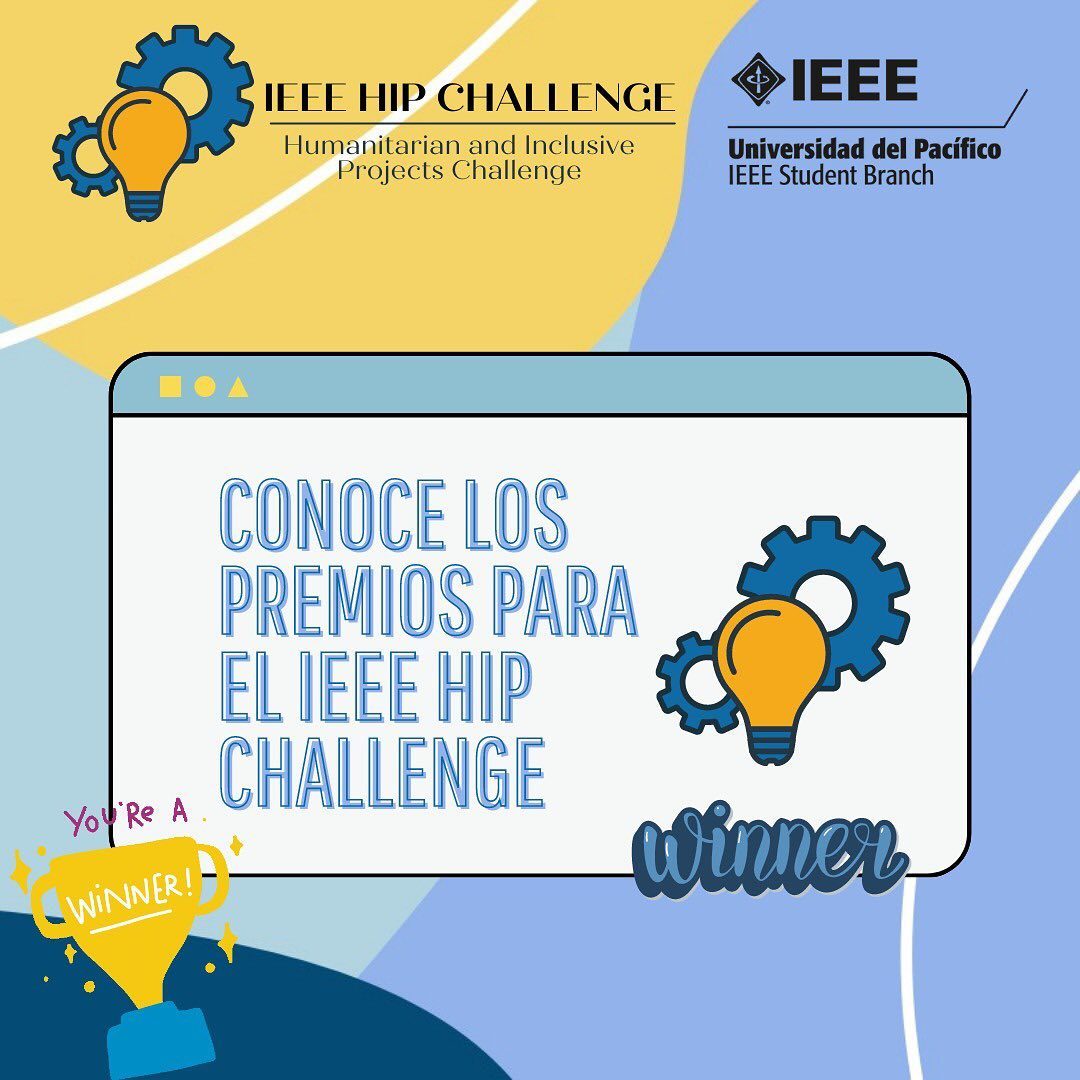 IEEE HIP CHALLENGE
Humanitarian and Inclusive
Projects Challenge
IEEE
Universidad del Pacífico
IEEE Student Branch
CONOCE LOS
PREMIOS PARA
EL IEEE HIP
CHALLENGE
YOU'Re A
WINNER!
Winner